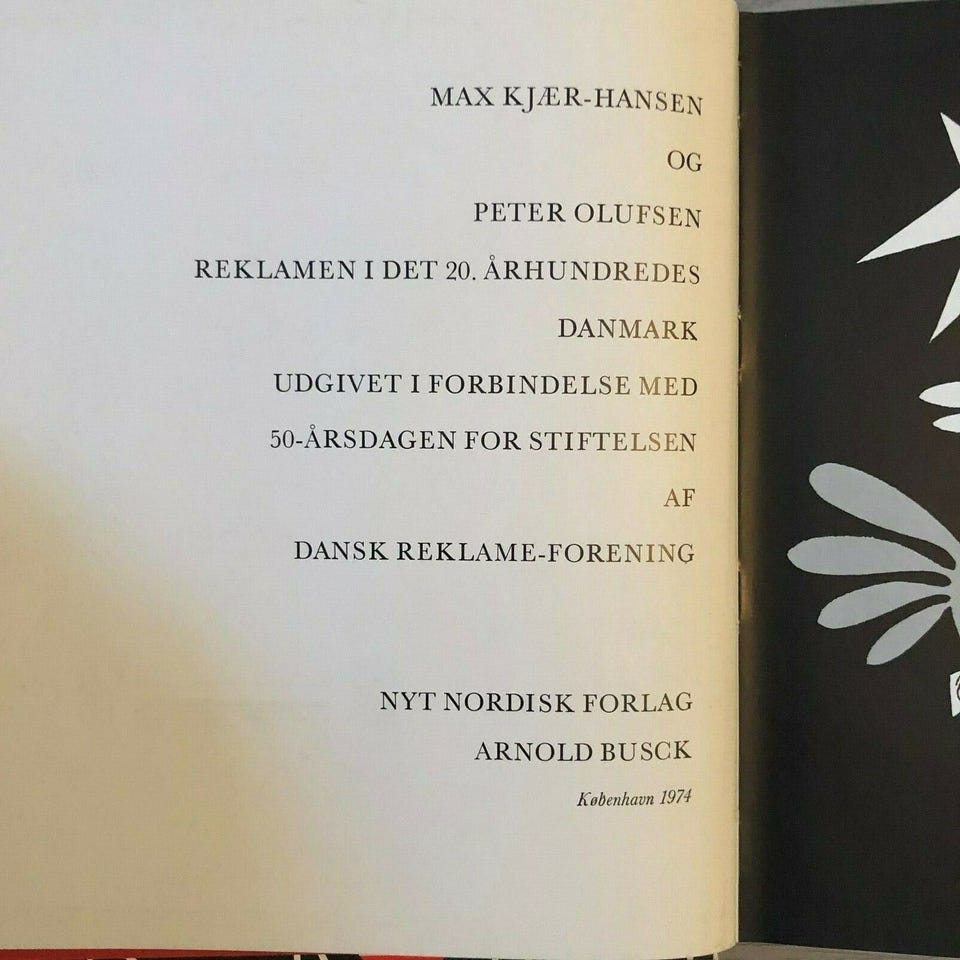 MAX KJÆR-HANSEN
OG
PETER OLUFSEN
REKLAMEN I DET 20. ÅRHUNDREDES
DANMARK
UDGIVET I FORBINDELSE MED
50-ÅRSDAGEN FOR STIFTELSEN
AF
DANSK REKLAME-FORENING
NYT NORDISK FORLAG
ARNOLD BUSCK
København 1974